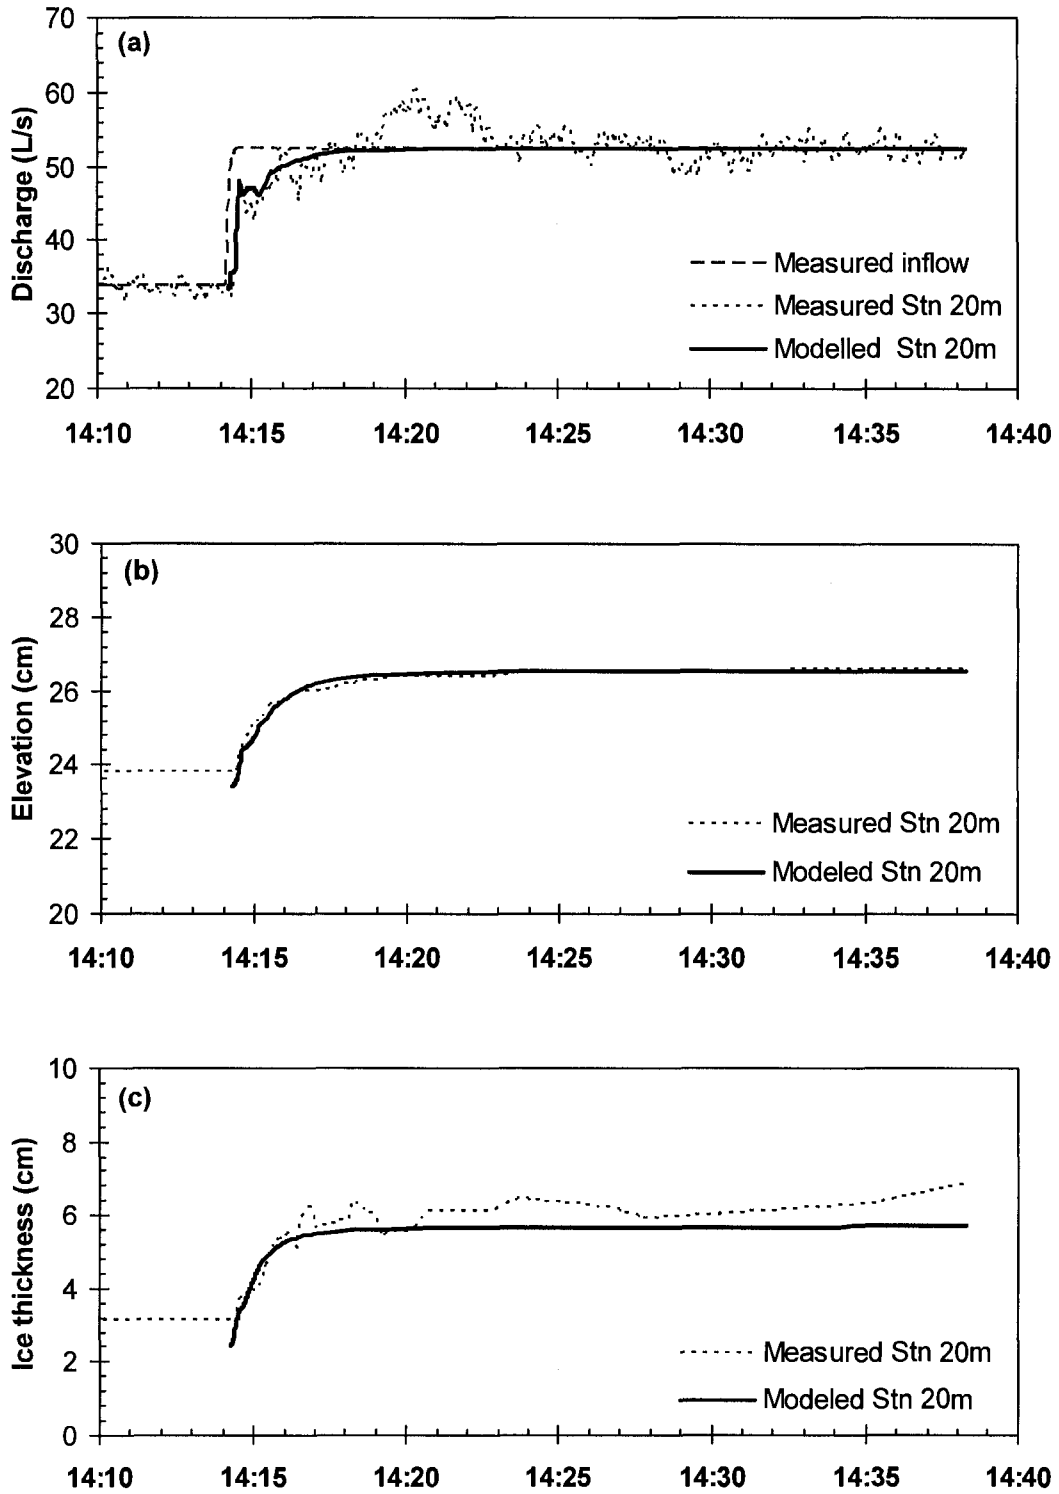 (a)
Discharge (L/s)
70
60
50
40
30
20
Measured inflow
Measured Stn 20m
Modelled Stn 20m
14:10 14:15 14:20 14:25 14:30 14:35 14:40
(b)
Elevation (cm)
30
28
26
24
22
20
Measured Stn 20m
Modeled Stn 20m
14:10 14:15 14:20 14:25 14:30 14:35 14:40
(c)
Ice thickness (cm)
10
8
6
4
2
0
Measured Stn 20m
Modeled Stn 20m
14:10 14:15 14:20 14:25 14:30 14:35 14:40